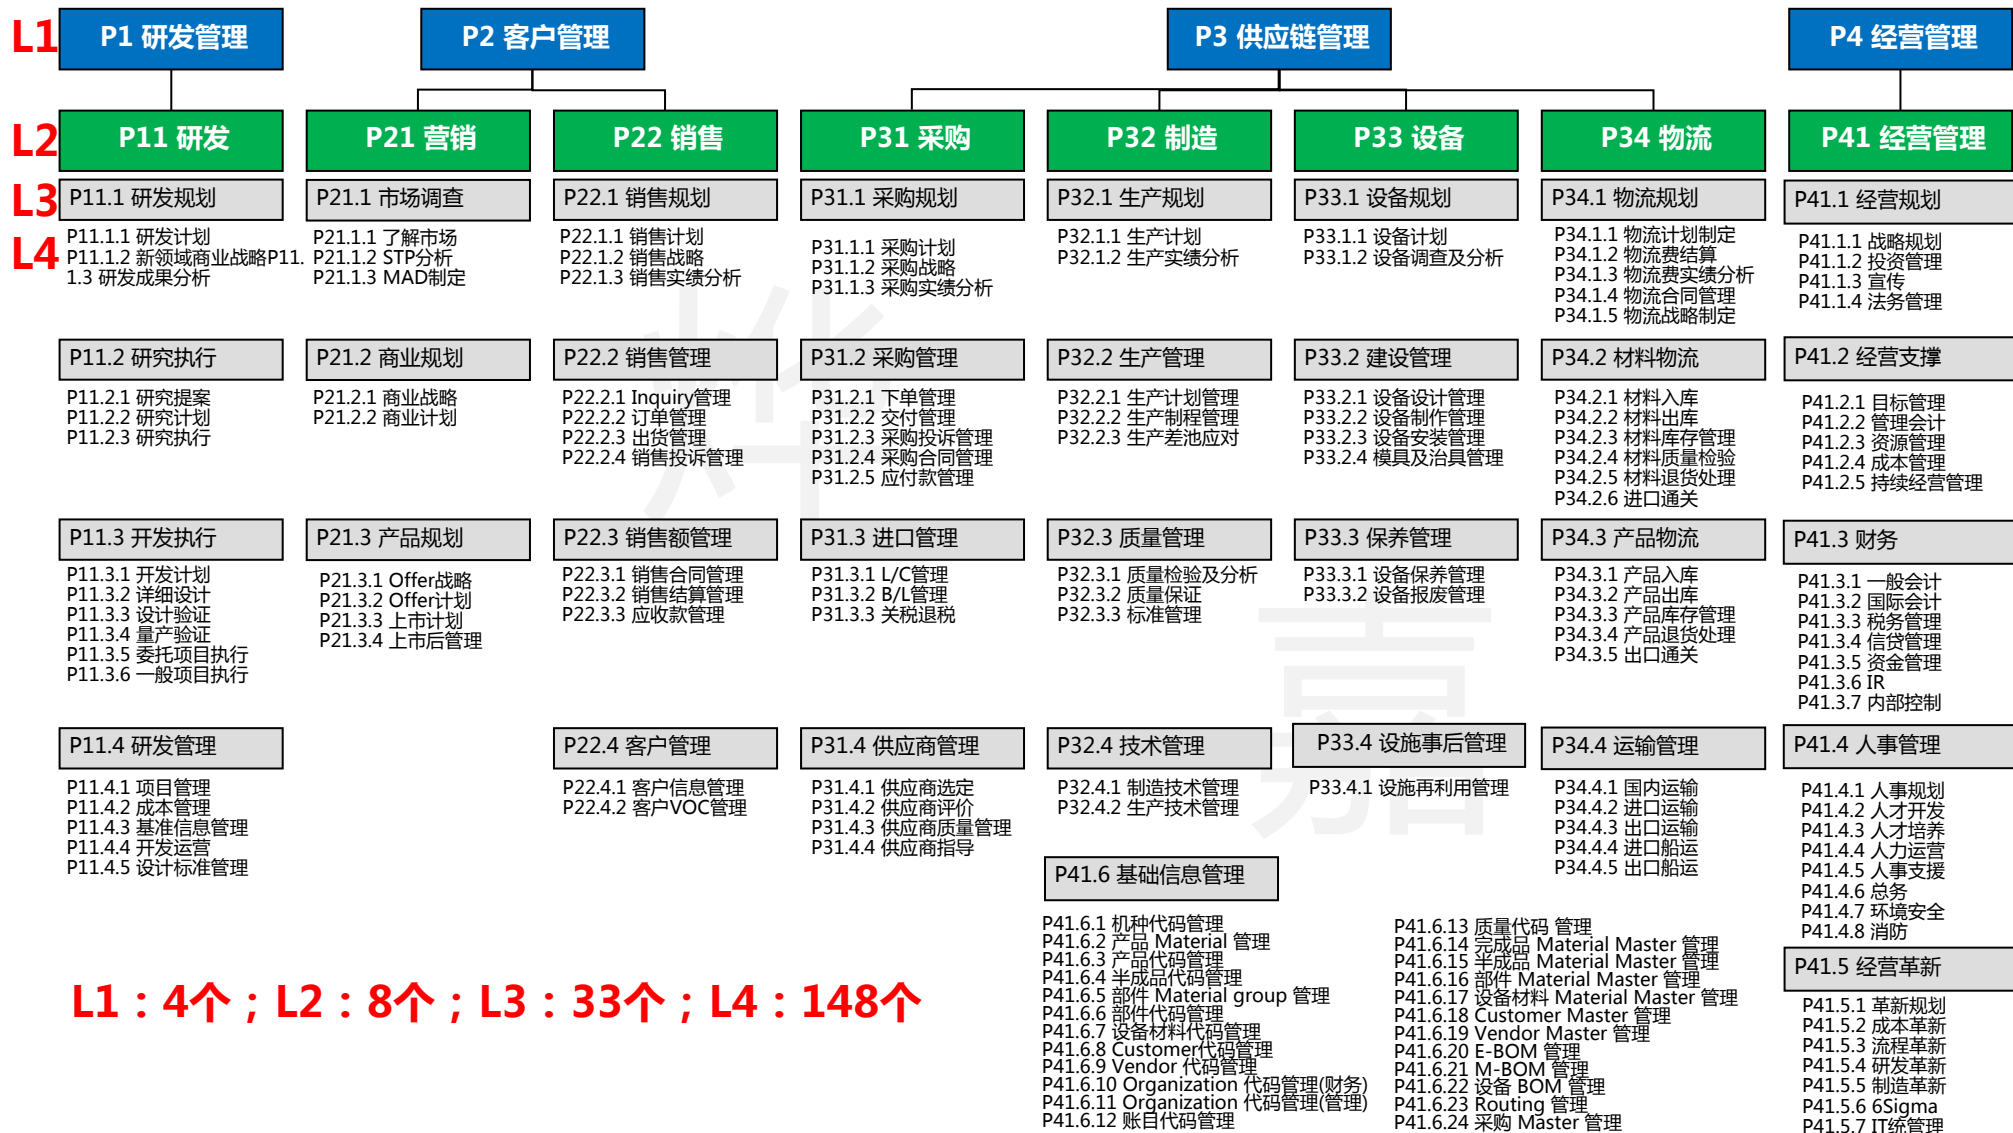 L1
P1 研发管理
P2 客户管理
P3 供应链管理
P4 经营管理
L2
P11 研发
P21 营销
P22 销售
P31 采购
P32 制造
P33 设备
P34 物流
P41 经营管理
L3
L4
P11.1 研发规划
P11.1.1 研发计划
P11.1.2 新领域商业战略P11.
1.3 研发成果分析
P11.2 研究执行
P11.2.1 研究提案
P11.2.2 研究计划
P11.2.3 研究执行
P11.3 开发执行
P11.3.1 开发计划
P11.3.2 详细设计
P11.3.3 设计验证
P11.3.4 量产验证
P11.3.5 委托项目执行
P11.3.6 一般项目执行
P11.4 研发管理
P11.4.1 项目管理
P11.4.2 成本管理
P11.4.3 基准信息管理
P11.4.4 开发运营
P11.4.5 设计标准管理
P21.1 市场调查
P21.1.1 了解市场
P21.1.2 STP分析
P21.1.3 MAD制定
P21.2 商业规划
P21.2.1 商业战略
P21.2.2 商业计划
P21.3 产品规划
P21.3.1 Offer战略
P21.3.2 Offer计划
P21.3.3 上市计划
P21.3.4 上市后管理
P22.1 销售规划
P22.1.1 销售计划
P22.1.2 销售战略
P22.1.3 销售实绩分析
P22.2 销售管理
P22.2.1 Inquiry管理
P22.2.2 订单管理
P22.2.3 出货管理
P22.2.4 销售投诉管理
P22.3 销售额管理
P22.3.1 销售合同管理
P22.3.2 销售结算管理
P22.3.3 应收款管理
P22.4 客户管理
P22.4.1 客户信息管理
P22.4.2 客户VOC管理
P31.1 采购规划
P31.1.1 采购计划
P31.1.2 采购战略
P31.1.3 采购实绩分析
P31.2 采购管理
P31.2.1 下单管理
P31.2.2 交付管理
P31.2.3 采购投诉管理
P31.2.4 采购合同管理
P31.2.5 应付款管理
P31.3 进口管理
P31.3.1 L/C管理
P31.3.2 B/L管理
P31.3.3 关税退税
P31.4 供应商管理
P31.4.1 供应商选定
P31.4.2 供应商评价
P31.4.3 供应商质量管理
P31.4.4 供应商指导
P32.1 生产规划
P32.1.1 生产计划
P32.1.2 生产实绩分析
P32.2 生产管理
P32.2.1 生产计划管理
P32.2.2 生产制程管理
P32.2.3 生产差池应对
P32.3 质量管理
P32.3.1 质量检验及分析
P32.3.2 质量保证
P32.3.3 标准管理
P32.4 技术管理
P32.4.1 制造技术管理
P32.4.2 生产技术管理
P33.1 设备规划
P33.1.1 设备计划
P33.1.2 设备调查及分析
P33.2 建设管理
P33.2.1 设备设计管理
P33.2.2 设备制作管理
P33.2.3 设备安装管理
P33.2.4 模具及治具管理
P33.3 保养管理
P33.3.1 设备保养管理
P33.3.2 设备报废管理
P33.4 设施事后管理
P33.4.1 设施再利用管理
P34.1 物流规划
P34.1.1 物流计划制定
P34.1.2 物流费结算
P34.1.3 物流费实绩分析
P34.1.4 物流合同管理
P34.1.5 物流战略制定
P34.2 材料物流
P34.2.1 材料入库
P34.2.2 材料出库
P34.2.3 材料库存管理
P34.2.4 材料质量检验
P34.2.5 材料退货处理
P34.2.6 进口通关
P34.3 产品物流
P34.3.1 产品入库
P34.3.2 产品出库
P34.3.3 产品库存管理
P34.3.4 产品退货处理
P34.3.5 出口通关
P34.4 运输管理
P34.4.1 国内运输
P34.4.2 进口运输
P34.4.3 出口运输
P34.4.4 进口船运
P34.4.5 出口船运
P41.1 经营规划
P41.1.1 战略规划
P41.1.2 投资管理
P41.1.3 宣传
P41.1.4 法务管理
P41.2 经营支撑
P41.2.1 目标管理
P41.2.2 管理会计
P41.2.3 资源管理
P41.2.4 成本管理
P41.2.5 持续经营管理
P41.3 财务
P41.3.1 一般会计
P41.3.2 国际会计
P41.3.3 税务管理
P41.3.4 信贷管理
P41.3.5 资金管理
P41.3.6 IR
P41.3.7 内部控制
P41.4 人事管理
P41.4.1 人事规划
P41.4.2 人才开发
P41.4.3 人才培养
P41.4.4 人力运营
P41.4.5 人事支援
P41.4.6 总务
P41.4.7 环境安全
P41.4.8 消防
P41.5 经营革新
P41.5.1 革新规划
P41.5.2 成本革新
P41.5.3 流程革新
P41.5.4 研发革新
P41.5.5 制造革新
P41.5.6 6Sigma
P41.5.7 IT统管理
P41.6 基础信息管理
P41.6.1 机种代码管理
P41.6.2 产品 Material 管理
P41.6.3 产品代码管理
P41.6.4 半成品代码管理
P41.6.5 部件 Material group 管理
P41.6.6 部件代码管理
P41.6.7 设备材料代码管理
P41.6.8 Customer代码管理
P41.6.9 Vendor 代码管理
P41.6.10 Organization 代码管理(财务)
P41.6.11 Organization 代码管理(管理)
P41.6.12 账目代码管理
P41.6.13 质量代码 管理
P41.6.14 完成品 Material Master 管理
P41.6.15 半成品 Material Master 管理
P41.6.16 部件 Material Master 管理
P41.6.17 设备材料 Material Master 管理
P41.6.18 Customer Master 管理
P41.6.19 Vendor Master 管理
P41.6.20 E-BOM 管理
P41.6.21 M-BOM 管理
P41.6.22 设备 BOM 管理
P41.6.23 Routing 管理
P41.6.24 采购 Master 管理
L1：4个；L2：8个；L3：33个；L4：148个
烨
嘉